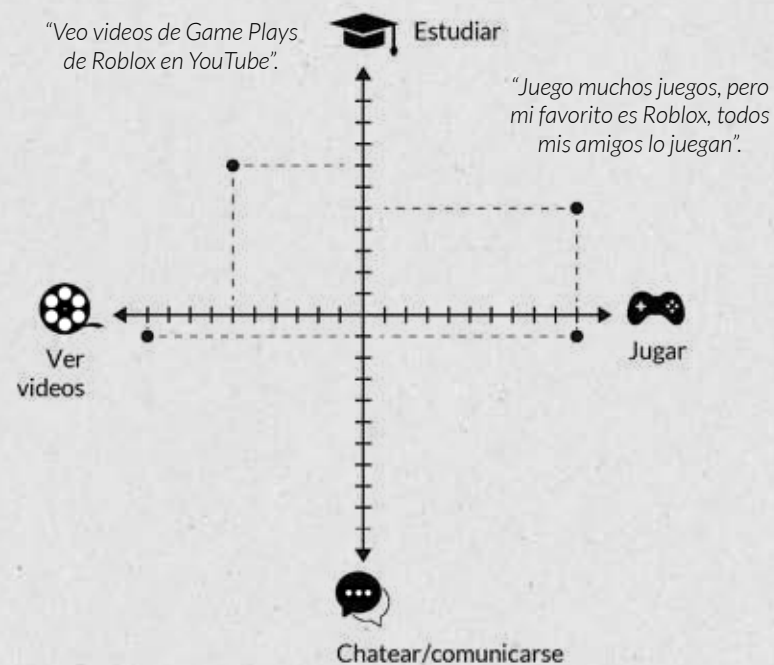 “Veo videos de Game Plays
de Roblox en YouTube”.
Estudiar
“Juego muchos juegos, pero
mi favorito es Roblox, todos
mis amigos lo juegan”.
Ver
videos
Jugar
Chatear/comunicarse